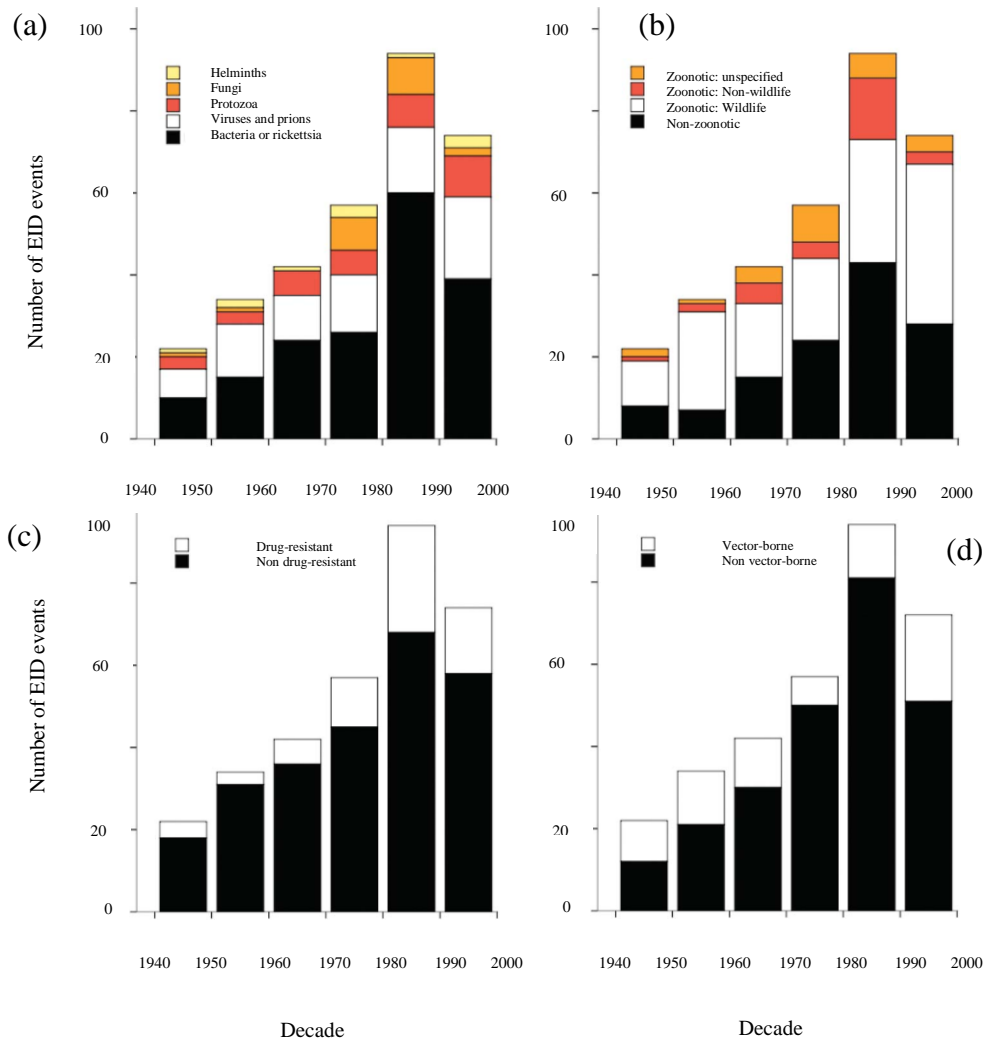 (a)
100
60
20
0
Number of EID events
Helminths
Fungi
Protozoa
Viruses and prions
Bacteria or rickettsia
1940 1950 1960 1970 1980 1990 2000
(b)
100
60
20
0
Zoonotic: unspecified
Zoonotic: Non-wildlife
Zoonotic: Wildlife
Non-zoonotic
1940 1950 1960 1970 1980 1990 2000
(c)
100
60
20
0
Number of EID events
Drug-resistant
Non drug-resistant
1940 1950 1960 1970 1980 1990 2000
Decade
100
60
20
0
Vector-borne
Non vector-borne
(d)
1940 1950 1960 1970 1980 1990 2000
Decade